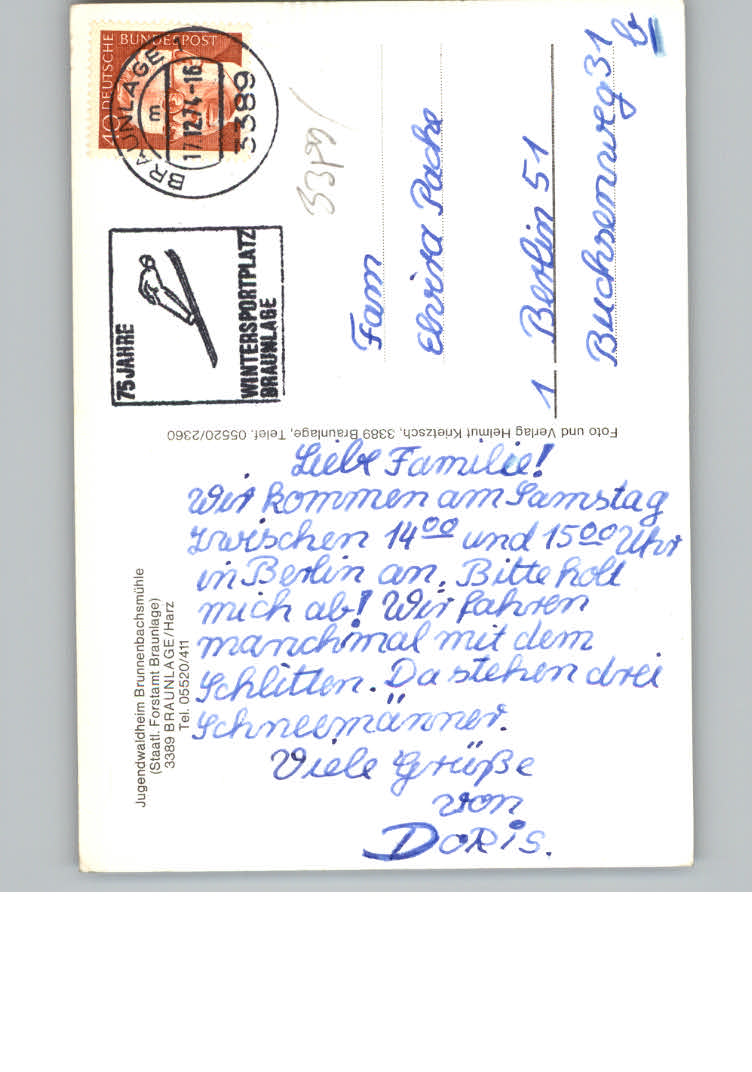 Jugendwaldheim Brunnenbachsmühle
(Staatl. Forstamt Braunlage)
3389 BRAUNLAGE/Harz
Tel. 05520/411
Liebe Familie!
Wir kommen am Samstag
zwischen 14⁰⁰ und 15⁰⁰ Uhr
in Berlin an. Bitte holt
mich ab! Wir fahren
manchmal mit dem
Schlitten. Da stehen drei
Schneemänner.
Viele Grüße
von
Doris.
Foto und Verlag Helmut Krietzsch, 3389 Braunlage, Telef. 05520/2360
75 JAHRE
WINTERSPORTPLATZ
BRAUNLAGE
BRAUNLAGE 1
17.12.74-16
m
3389
DEUTSCHE BUNDESPOST
40
Fam
Elvira Pache
1 Berlin 51
Buchsenweg 31
b